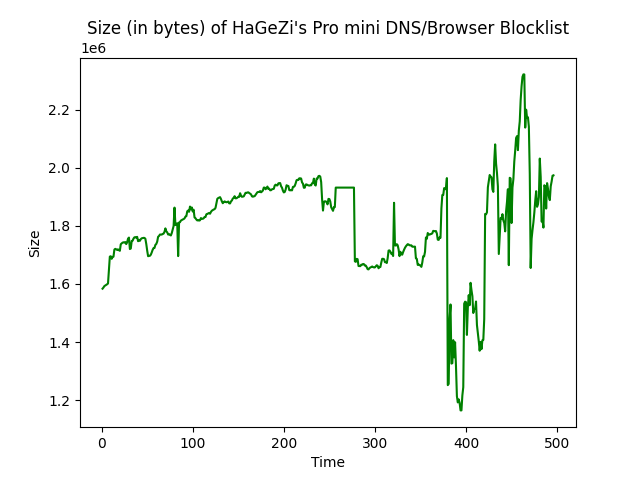 Size (in bytes) of HaGeZi's Pro mini DNS/Browser Blocklist
1e6
2.2
2.0
1.8
1.6
1.4
1.2
Size
0 100 200 300 400 500
Time